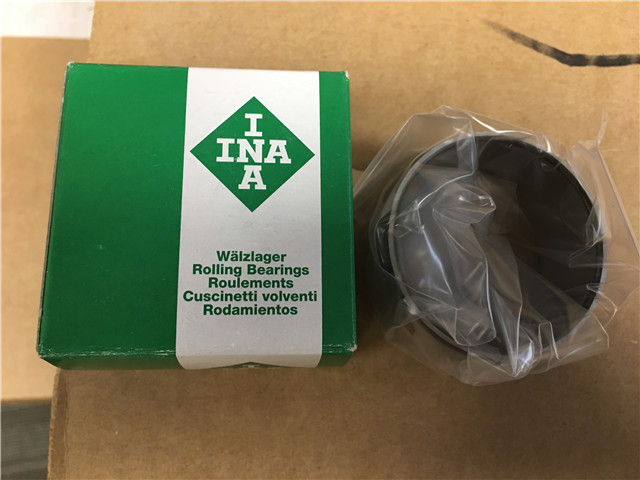 I
INA
A
Wälzlager
Rolling Bearings
Roulements
Cuscinetti volventi
Rodamientos